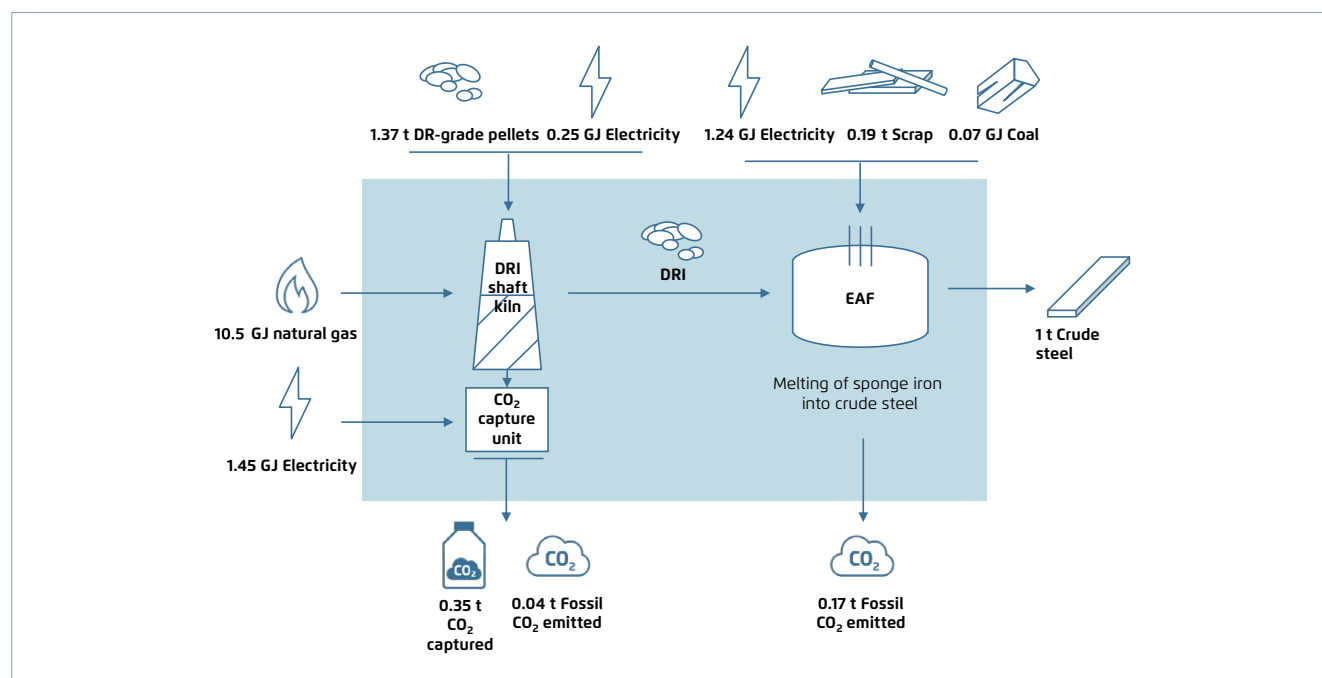 1.37 t DR-grade pellets 0.25 GJ Electricity
1.24 GJ Electricity 0.19 t Scrap 0.07 GJ Coal
DRI
shaft
kiln
DRI
EAF
10.5 GJ natural gas
1 t Crude
steel
Melting of sponge iron
into crude steel
CO₂
capture
unit
1.45 GJ Electricity
CO₂
CO₂
CO₂
0.35 t
CO₂
captured
0.04 t Fossil
CO₂ emitted
0.17 t Fossil
CO₂ emitted